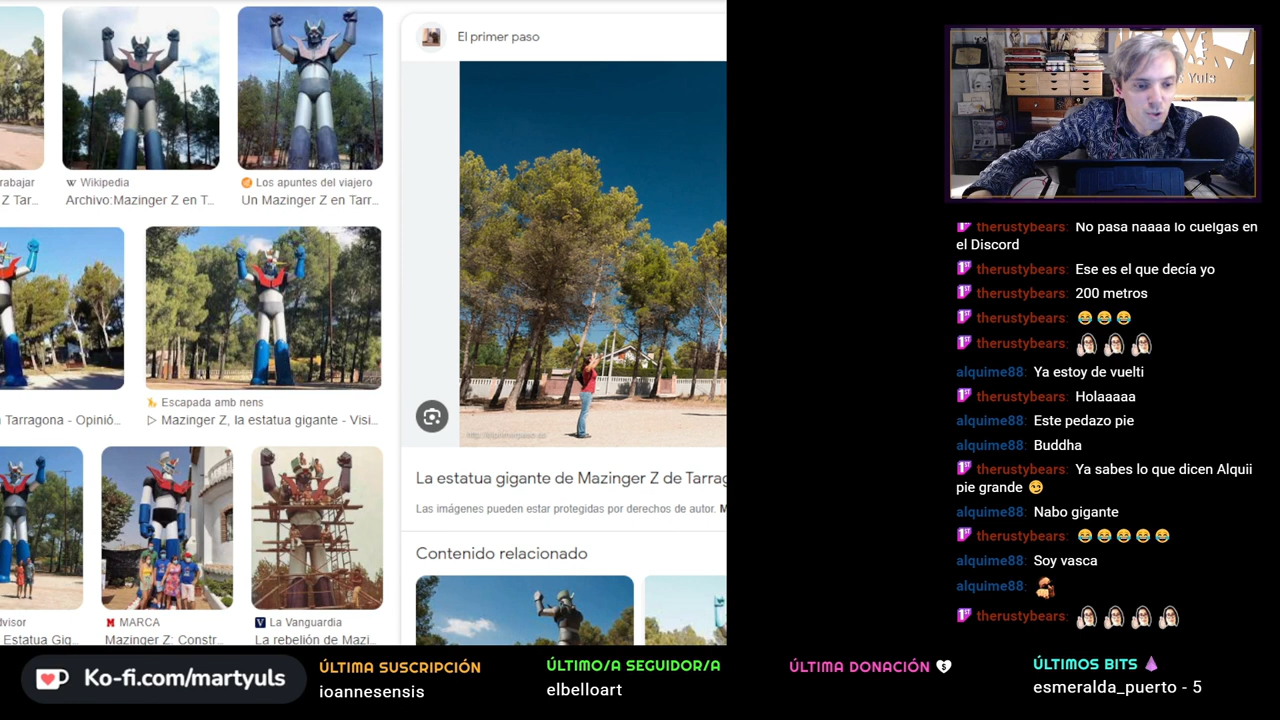 El primer paso
rabajar
Z Tar...
Wikipedia
Archivo:Mazinger Z en T...
Los apuntes del viajero
Un Mazinger Z en Tarr...
Escapada amb nens
Tarragona - Opinió...
Mazinger Z, la estatua gigante - Visi...
La estatua gigante de Mazinger Z de Tarrag
Las imágenes pueden estar protegidas por derechos de autor. M
Contenido relacionado
dvisor
Estatua Gig...
MARCA
Mazinger Z: Constr...
La Vanguardia
La rebelión de Mazi...
Yuls
therustybears: No pasa naaaa lo cuelgas en
el Discord
therustybears: Ese es el que decía yo
therustybears: 200 metros
therustybears: 😂 😂 😂
therustybears:
alquime88: Ya estoy de vuelti
therustybears: Holaaaaa
alquime88: Este pedazo pie
alquime88: Buddha
therustybears: Ya sabes lo que dicen Alquii
pie grande 😏
alquime88: Nabo gigante
therustybears: 😂 😂 😂 😂 😂
alquime88: Soy vasca
alquime88:
therustybears:
Ko-fi.com/martyuls
ÚLTIMA SUSCRIPCIÓN
ioannesensis
ÚLTIMO/A SEGUIDOR/A
elbelloart
ÚLTIMA DONACIÓN
ÚLTIMOS BITS
esmeralda_puerto - 5